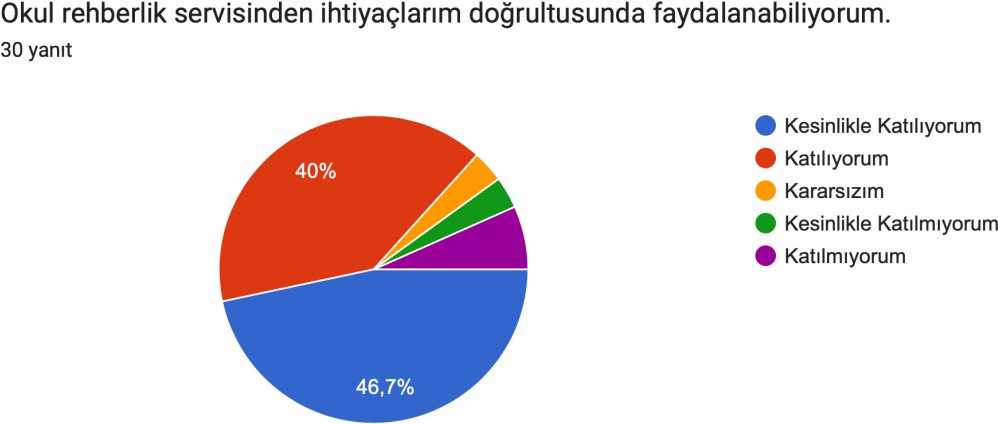 Okul rehberlik servisinden ihtiyaçlarım doğrultusunda faydalanabiliyorum.
30 yanıt
Kesinlikle Katılıyorum
Katılıyorum
Kararsızım
Kesinlikle Katılmıyorum
Katılmıyorum
40%
46,7%